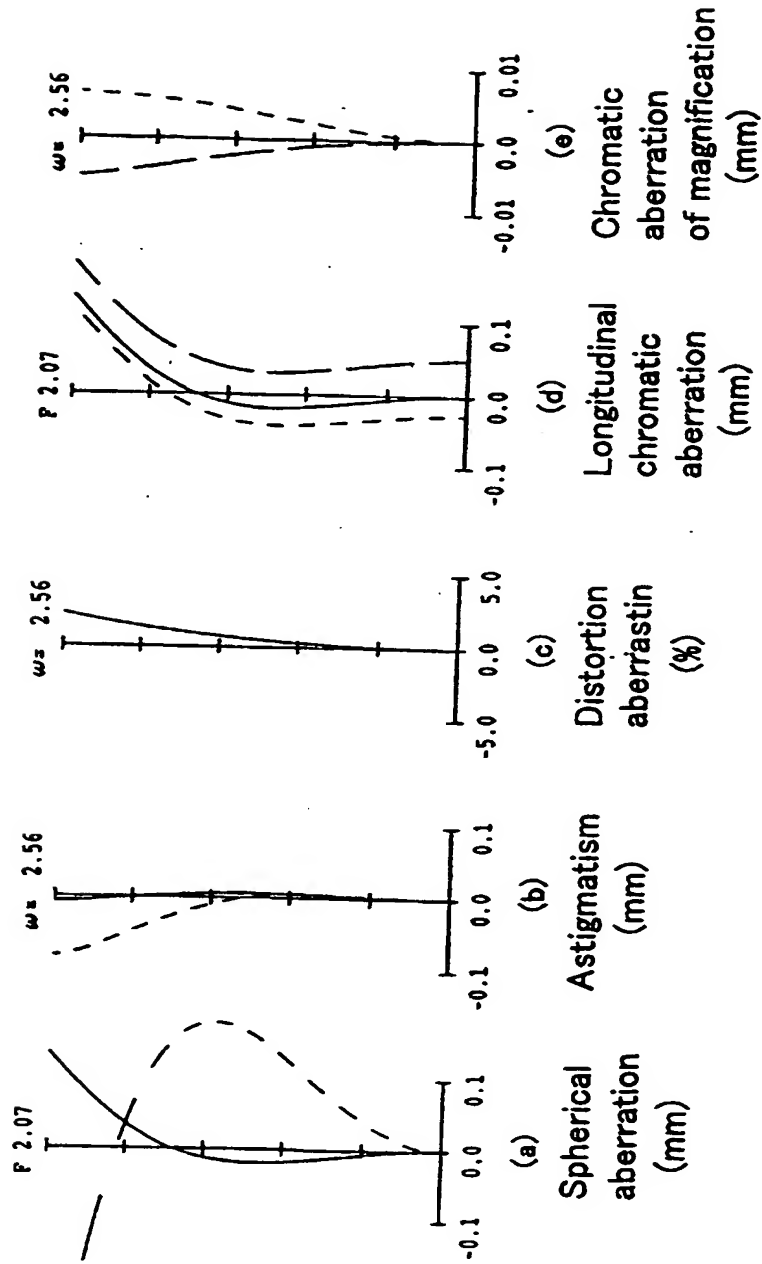 F 2.07
-0.1 0.0 0.1
(a)
Spherical
aberration
(mm)
ω= 2.56
-0.1 0.0 0.1
(b)
Astigmatism
(mm)
ω= 2.56
-5.0 0.0 5.0
(c)
Distortion
aberrastin
(%)
F 2.07
-0.1 0.0 0.1
(d)
Longitudinal
chromatic
aberration
(mm)
ω= 2.56
-0.01 0.0 0.01
(e)
Chromatic
aberration
of magnification
(mm)